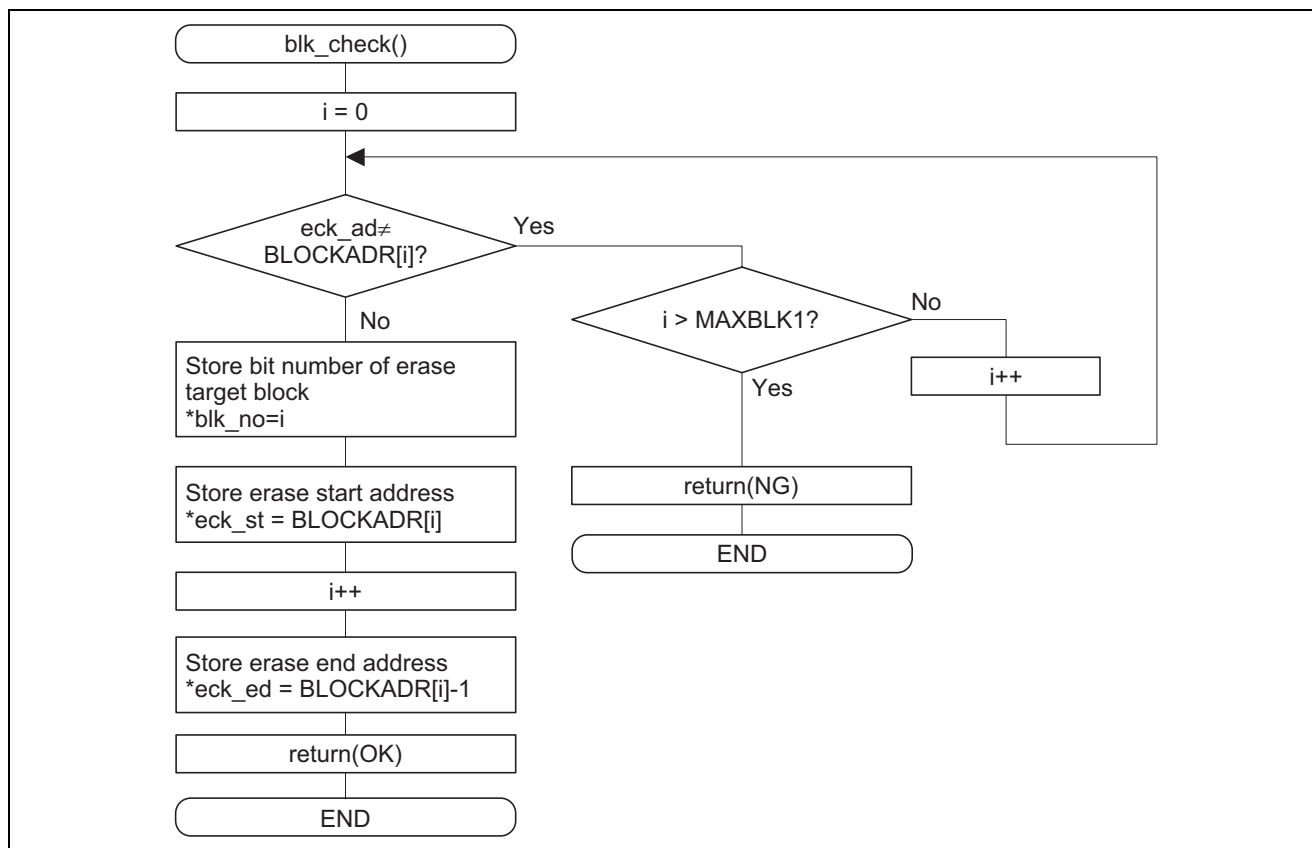 blk_check()
i = 0
eck_ad≠
BLOCKADR[i]?
Yes
No
Store bit number of erase
target block
*blk_no=i
Store erase start address
*eck_st = BLOCKADR[i]
i++
Store erase end address
*eck_ed = BLOCKADR[i]-1
return(OK)
END
i > MAXBLK1?
No
i++
Yes
return(NG)
END